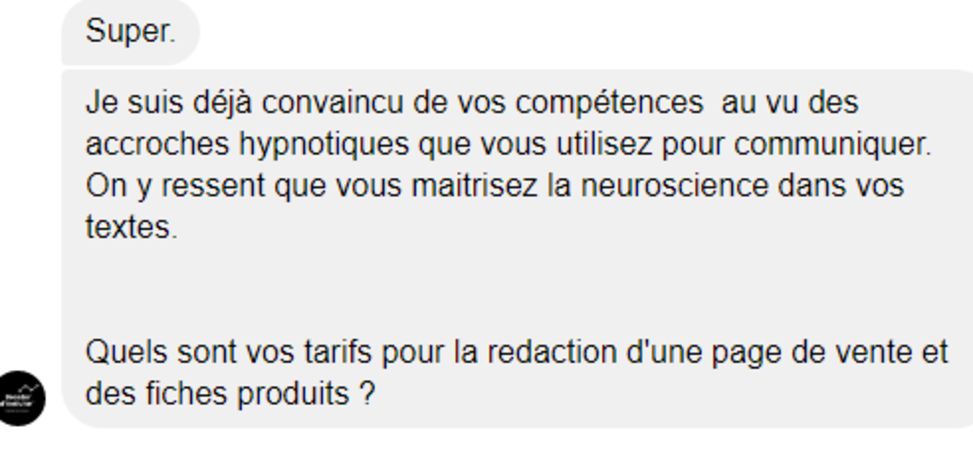 Super.
Je suis déjà convaincu de vos compétences  au vu des
accroches hypnotiques que vous utilisez pour communiquer.
On y ressent que vous maitrisez la neuroscience dans vos
textes.
Quels sont vos tarifs pour la redaction d'une page de vente et
des fiches produits ?